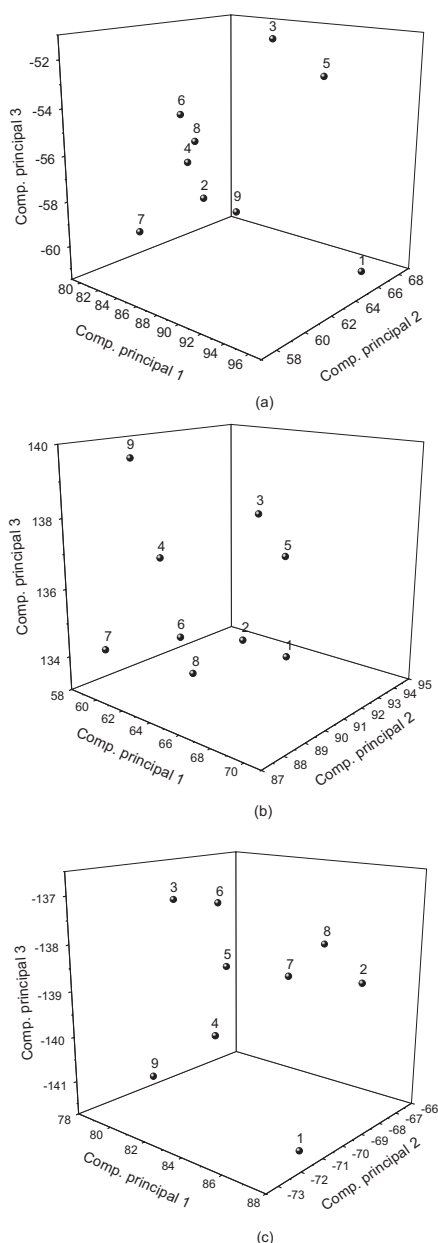 3
-52
5
-54
6
8
-56
4
2
9
-58
7
-60
1
80 82 84 86 88 90 92 94 96
58 60 62 64 66 68
Comp. principal 3
Comp. principal 1
Comp. principal 2
(a)
140
9
3
138
4
5
136
6
2
7
1
134
8
58
60 62 64 66 68 70
87 88 89 90 91 92 93 94 95
Comp. principal 3
Comp. principal 1
Comp. principal 2
(b)
3
6
-137
8
-138
5
7
2
-139
4
-140
9
-141
1
78 80 82 84 86 88
-73 -72 -71 -70 -69 -68 -67 -66
Comp. principal 3
Comp. principal 1
Comp. principal 2
(c)